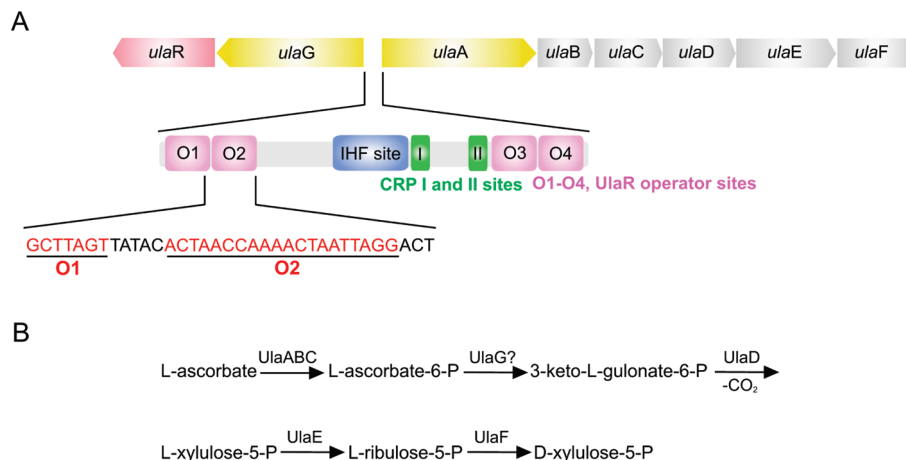 A
ulaR ulaG ulaA ulaB ulaC ulaD ulaE ulaF
O1 O2 IHF site I II O3 O4
CRP I and II sites O1-O4, UlaR operator sites
GCTTAGTTATACACTAACCAAAACTAATTAGGACT
O1 O2
B
UlaABC UlaG? UlaD
L-ascorbate L-ascorbate-6-P 3-keto-L-gulonate-6-P
-CO₂
UlaE UlaF
L-xylulose-5-P L-ribulose-5-P D-xylulose-5-P